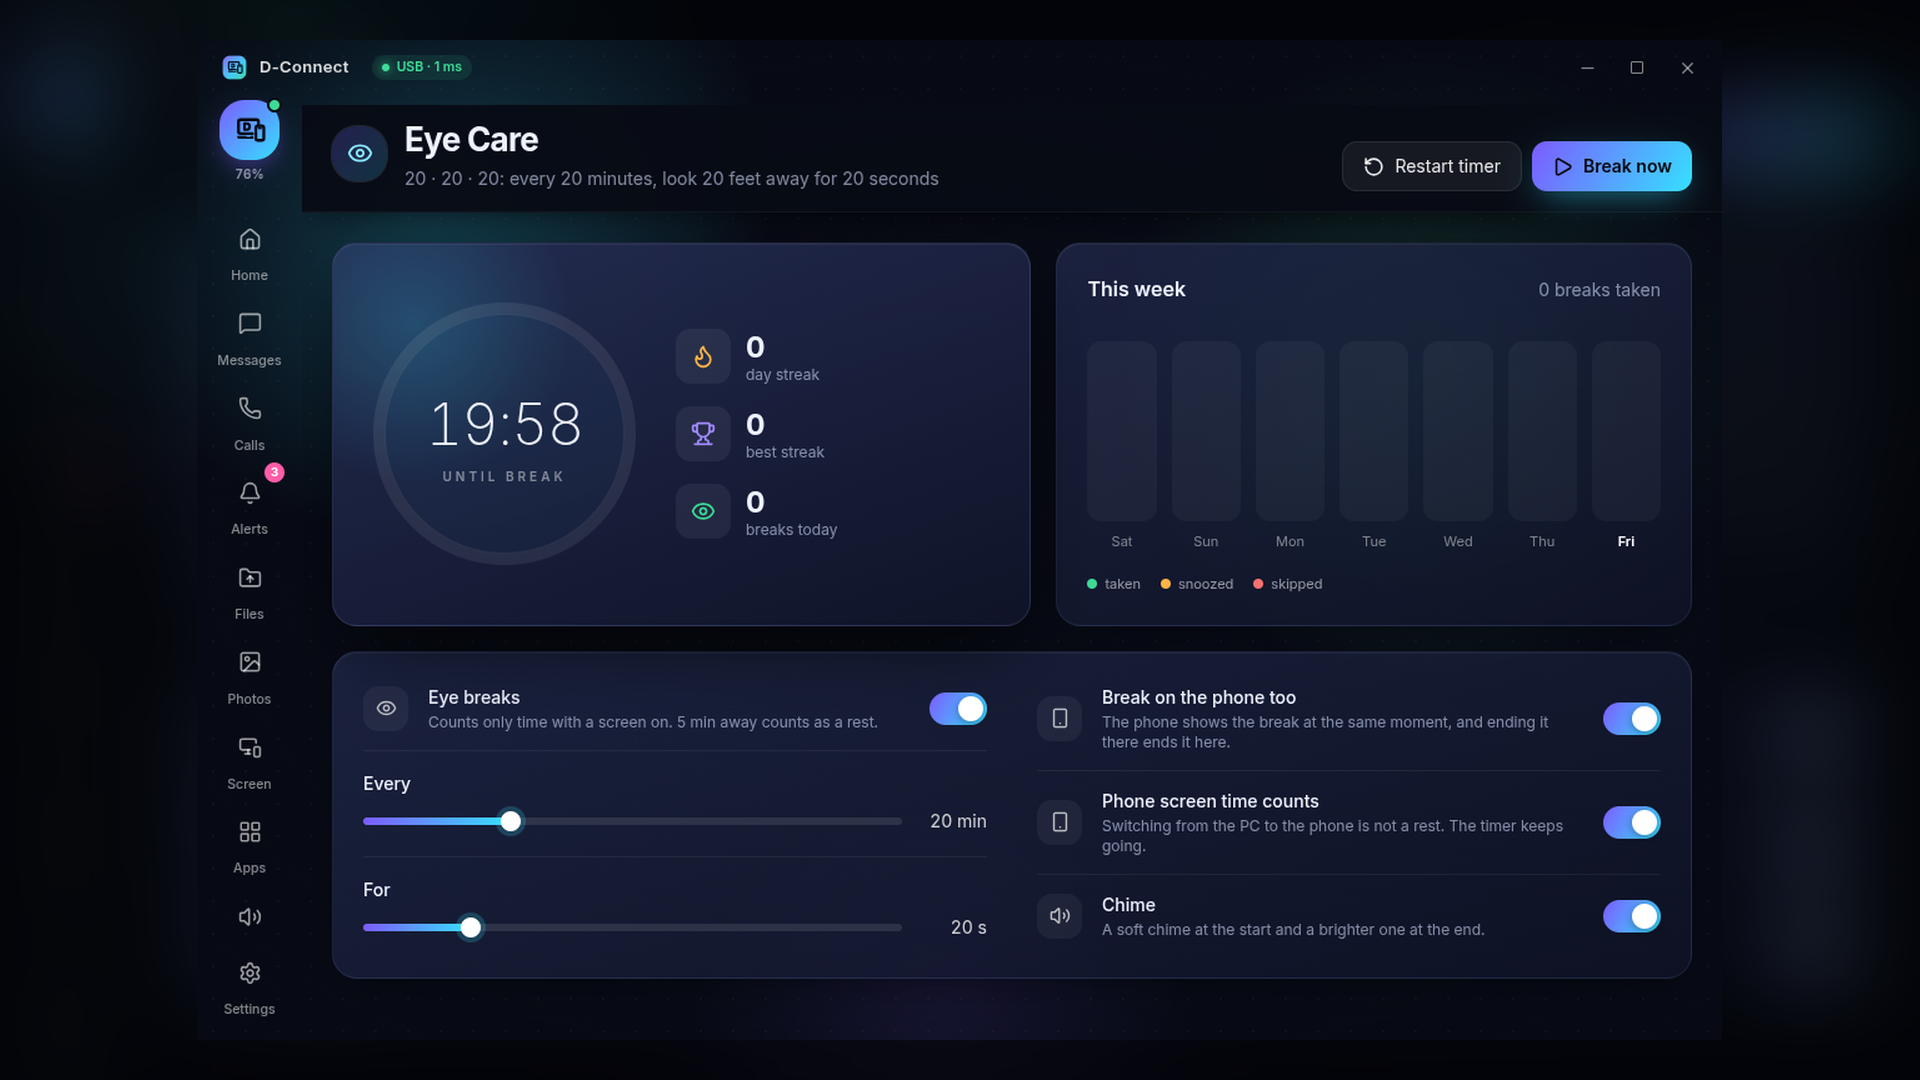 D-Connect
USB · 1 ms
76%
Home
Messages
Calls
3
Alerts
Files
Photos
Screen
Apps
Settings
Eye Care
20 · 20 · 20: every 20 minutes, look 20 feet away for 20 seconds
Restart timer
Break now
19:58
UNTIL BREAK
0
day streak
0
best streak
0
breaks today
This week
0 breaks taken
Sat
Sun
Mon
Tue
Wed
Thu
Fri
taken
snoozed
skipped
Eye breaks
Counts only time with a screen on. 5 min away counts as a rest.
Every
20 min
For
20 s
Break on the phone too
The phone shows the break at the same moment, and ending it
there ends it here.
Phone screen time counts
Switching from the PC to the phone is not a rest. The timer keeps
going.
Chime
A soft chime at the start and a brighter one at the end.